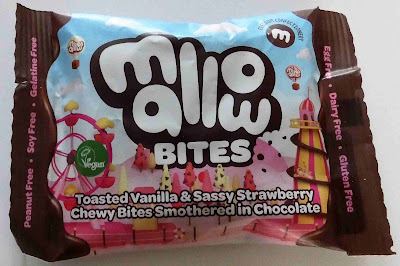 mallow
BITES
Toasted Vanilla & Sassy Strawberry
Chewy Bites Smothered in Chocolate
Vegan
Peanut Free • Soy Free • Gelatine Free
Egg Free • Dairy Free • Gluten Free
m